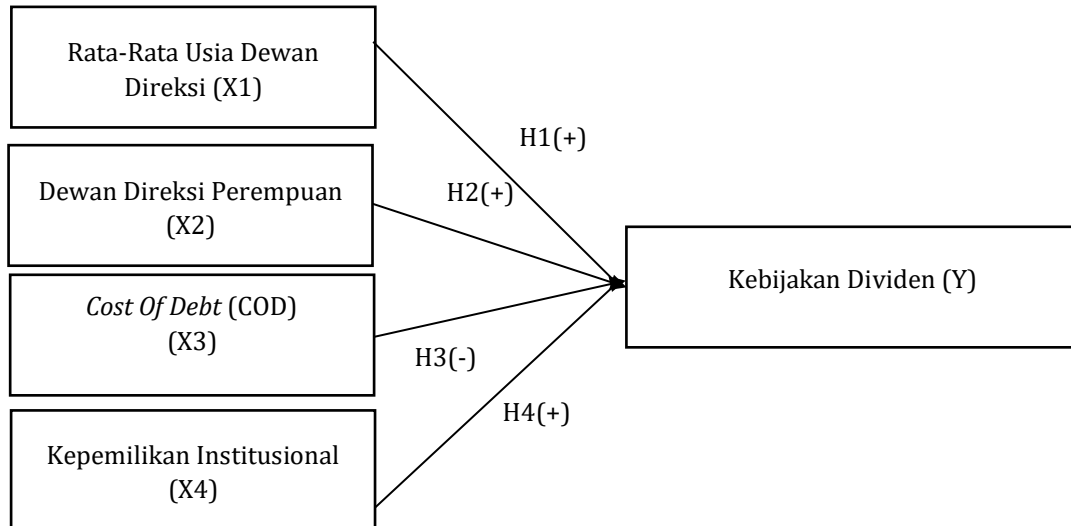 Rata-Rata Usia Dewan
Direksi (X1)
H1(+)
Dewan Direksi Perempuan
(X2)
H2(+)
Cost Of Debt (COD)
(X3)
H3(-)
Kepemilikan Institusional
(X4)
H4(+)
Kebijakan Dividen (Y)